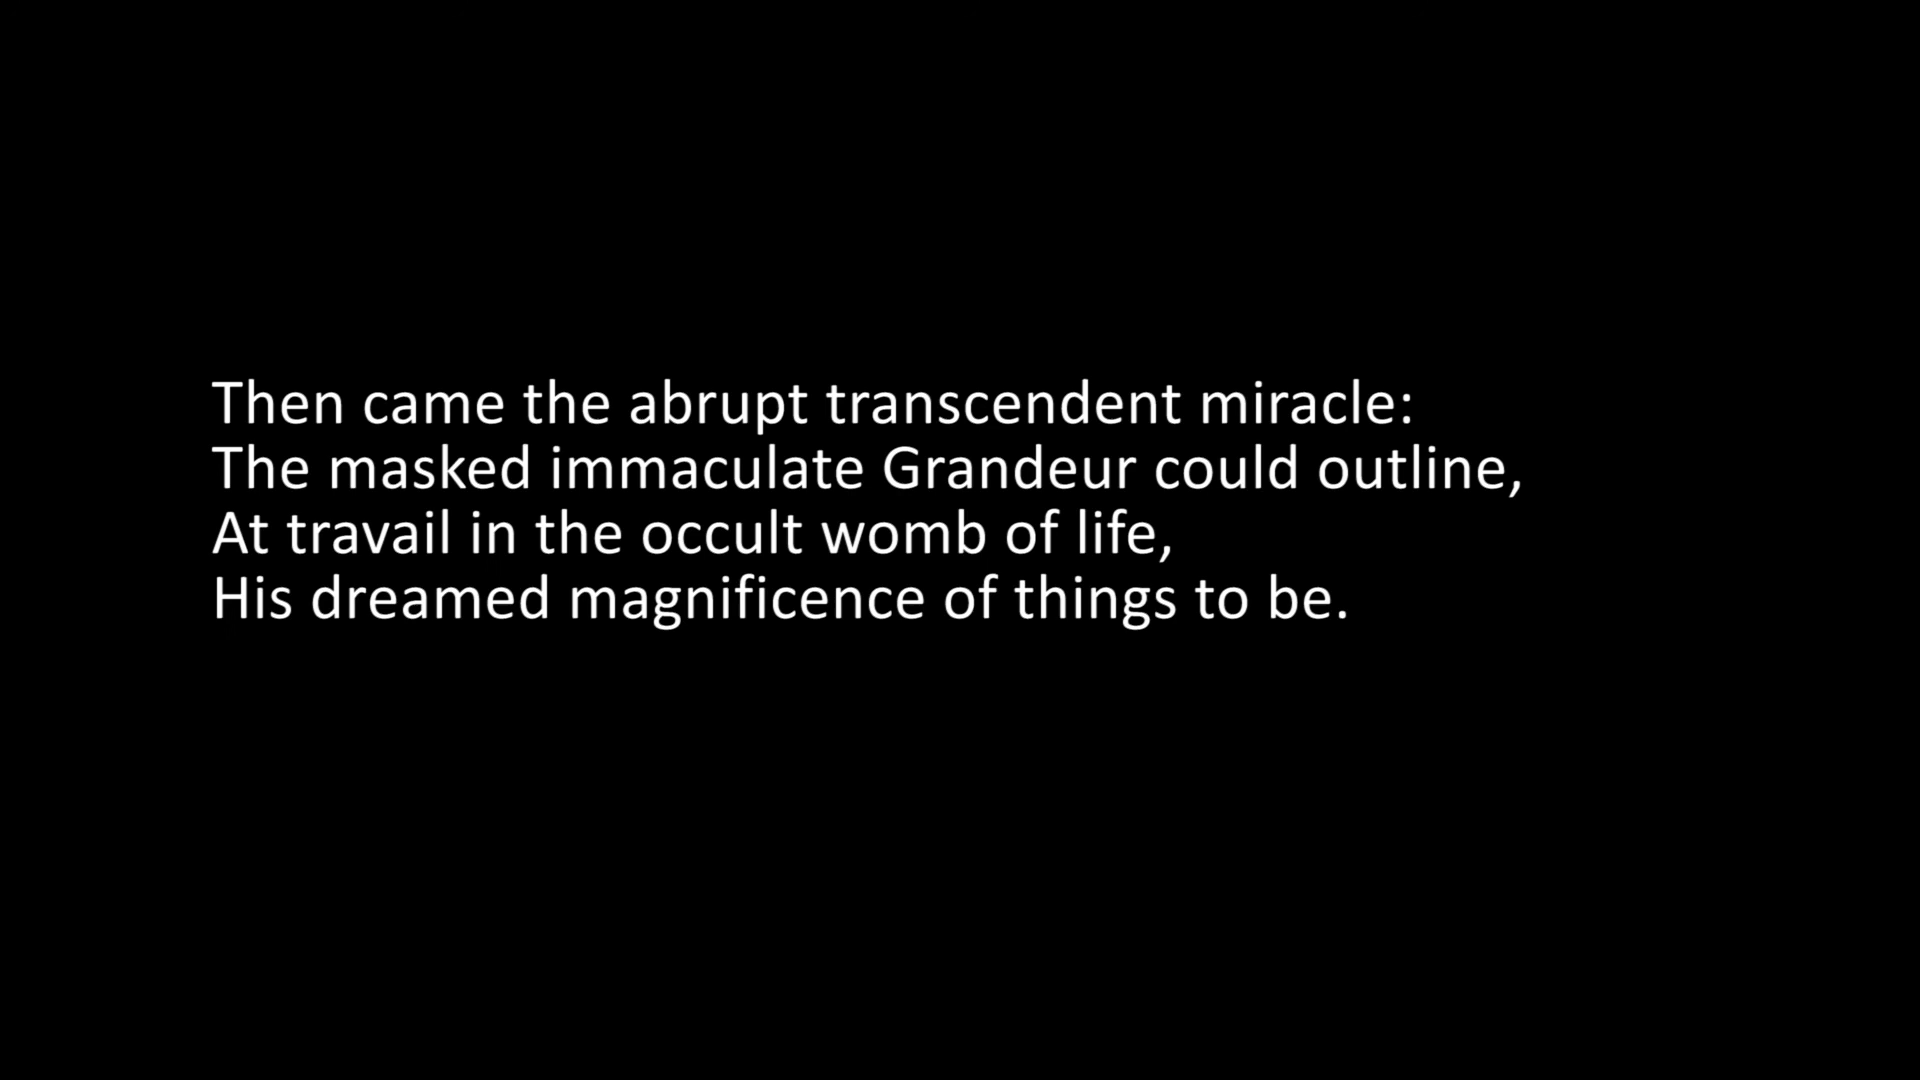 Then came the abrupt transcendent miracle:
The masked immaculate Grandeur could outline,
At travail in the occult womb of life,
His dreamed magnificence of things to be.